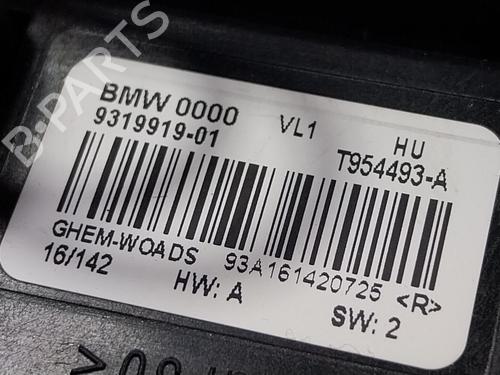 B-PARTS
BMW 0000 VL1 HU
9319919-01 T954493-A
GHEM-WOADS 93A161420725 <R>
16/142 HW: A SW: 2